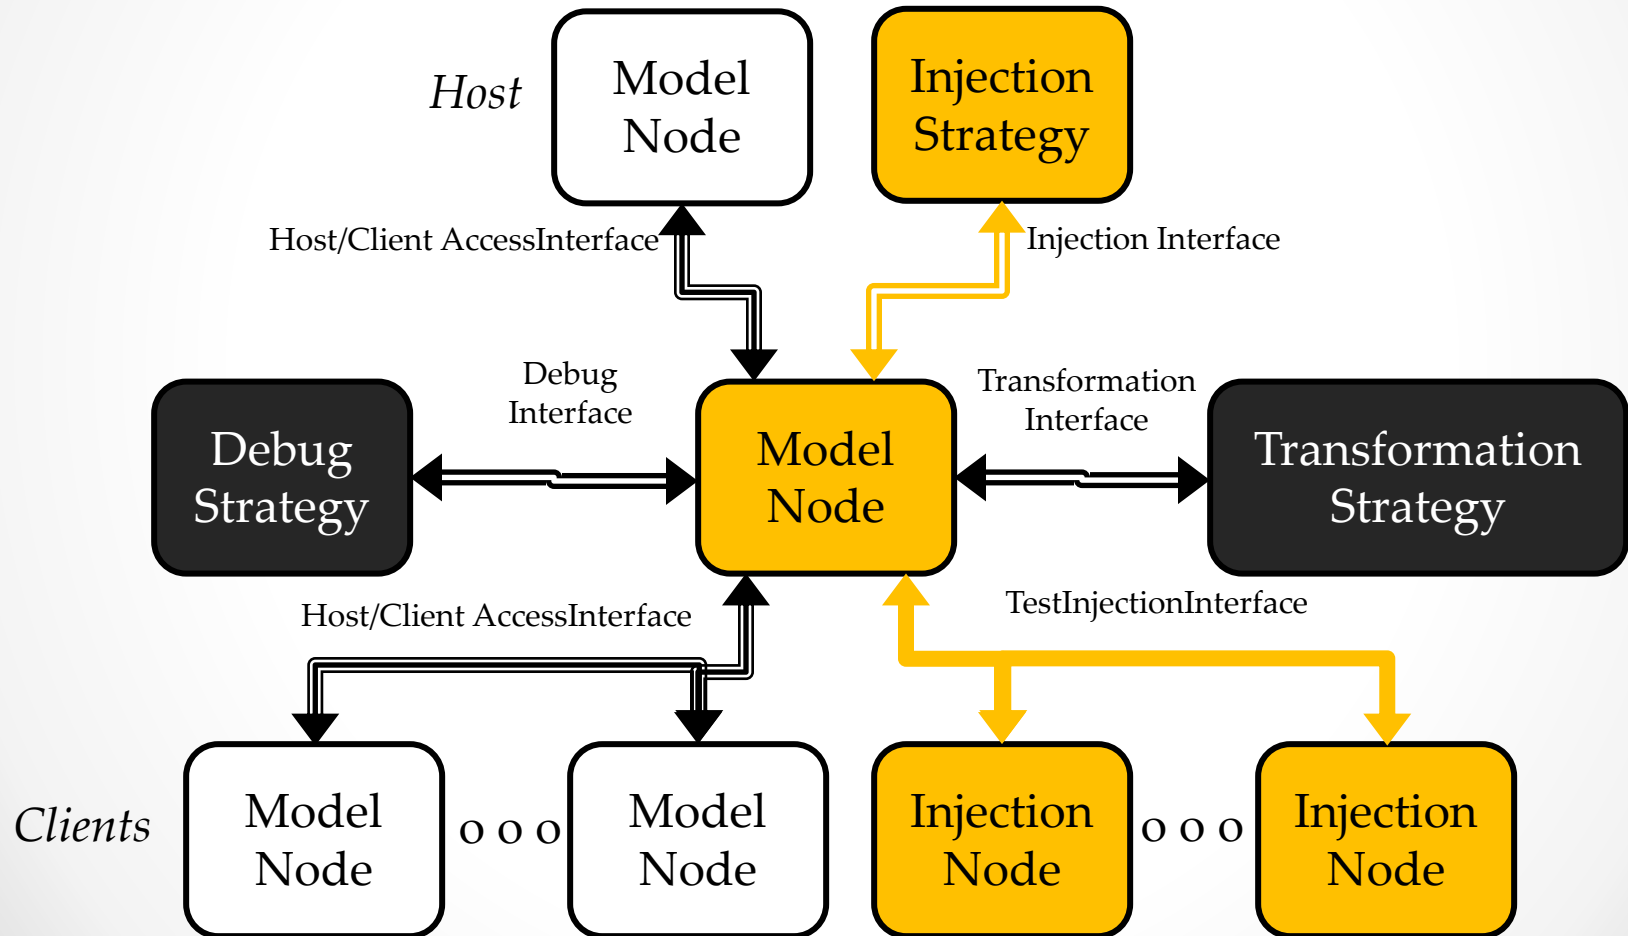 Host
Model
Node
Injection
Strategy
Host/Client AccessInterface
Injection Interface
Debug
Interface
Transformation
Interface
Debug
Strategy
Model
Node
Transformation
Strategy
Host/Client AccessInterface
TestInjectionInterface
Clients
Model
Node
o o o
Model
Node
Injection
Node
o o o
Injection
Node